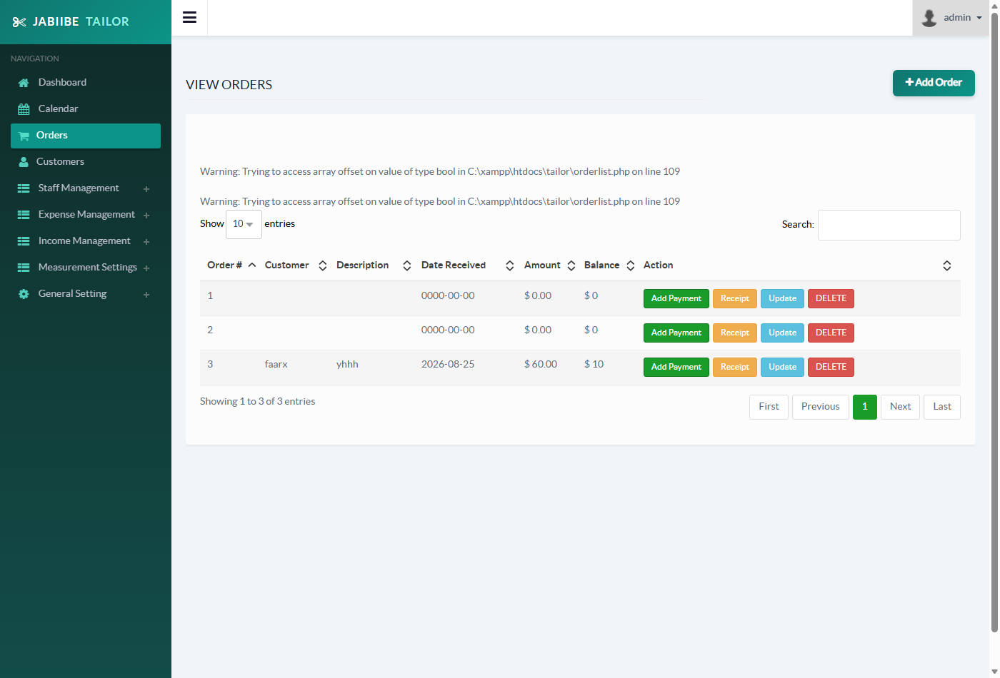 JABIIBE TAILOR
admin
NAVIGATION
Dashboard
Calendar
Orders
Customers
Staff Management +
Expense Management +
Income Management +
Measurement Settings +
General Setting +
VIEW ORDERS
+ Add Order
Warning: Trying to access array offset on value of type bool in C:\xampp\htdocs\tailor\orderlist.php on line 109
Warning: Trying to access array offset on value of type bool in C:\xampp\htdocs\tailor\orderlist.php on line 109
Show 10 entries
Search:
Order # Customer Description Date Received Amount Balance Action
1 0000-00-00 $ 0.00 $ 0 Add Payment Receipt Update DELETE
2 0000-00-00 $ 0.00 $ 0 Add Payment Receipt Update DELETE
3 faarx yhhh 2026-08-25 $ 60.00 $ 10 Add Payment Receipt Update DELETE
Showing 1 to 3 of 3 entries
First Previous 1 Next Last